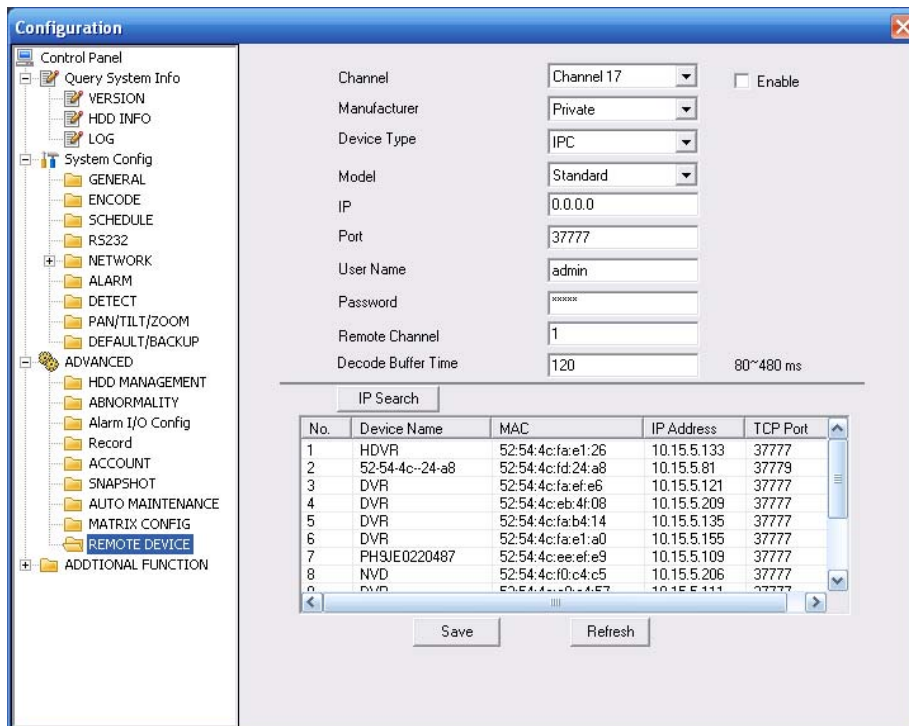 Configuration
Control Panel
Query System Info
VERSION
HDD INFO
LOG
System Config
GENERAL
ENCODE
SCHEDULE
RS232
NETWORK
ALARM
DETECT
PAN/TILT/ZOOM
DEFAULT/BACKUP
ADVANCED
HDD MANAGEMENT
ABNORMALITY
Alarm I/O Config
Record
ACCOUNT
SNAPSHOT
AUTO MAINTENANCE
MATRIX CONFIG
REMOTE DEVICE
ADDTIONAL FUNCTION
Channel Channel 17 Enable
Manufacturer Private
Device Type IPC
Model Standard
IP 0.0.0.0
Port 37777
User Name admin
Password xxxxx
Remote Channel 1
Decode Buffer Time 120 80~480 ms
IP Search
No. Device Name MAC IP Address TCP Port
1 HDVR 52:54:4c:fa:e1:26 10.15.5.133 37777
2 52-54-4c--24-a8 52:54:4c:fd:24:a8 10.15.5.81 37779
3 DVR 52:54:4c:fa:ef:e6 10.15.5.121 37777
4 DVR 52:54:4c:eb:4f:08 10.15.5.209 37777
5 DVR 52:54:4c:fa:b4:14 10.15.5.135 37777
6 DVR 52:54:4c:fa:e1:a0 10.15.5.155 37777
7 PH9JE0220487 52:54:4c:ee:ef:e9 10.15.5.109 37777
8 NVD 52:54:4c:f0:c4:c5 10.15.5.206 37777
9 DVR 10.15.5.111 37777
Save Refresh